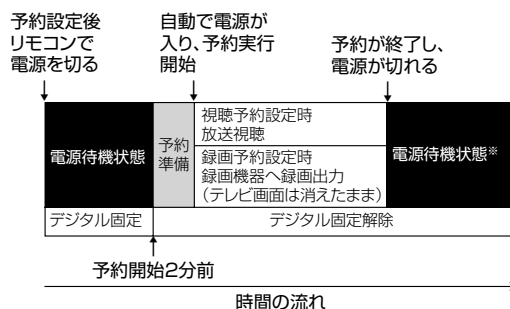 予約設定後
リモコンで
電源を切る
自動で電源が
入り、予約実行
開始
予約が終了し、
電源が切れる
電源待機状態
予約
準備
視聴予約設定時
放送視聴
録画予約設定時
録画機器へ録画出力
（テレビ画面は消えたまま）
電源待機状態※
デジタル固定
デジタル固定解除
予約開始2分前
時間の流れ